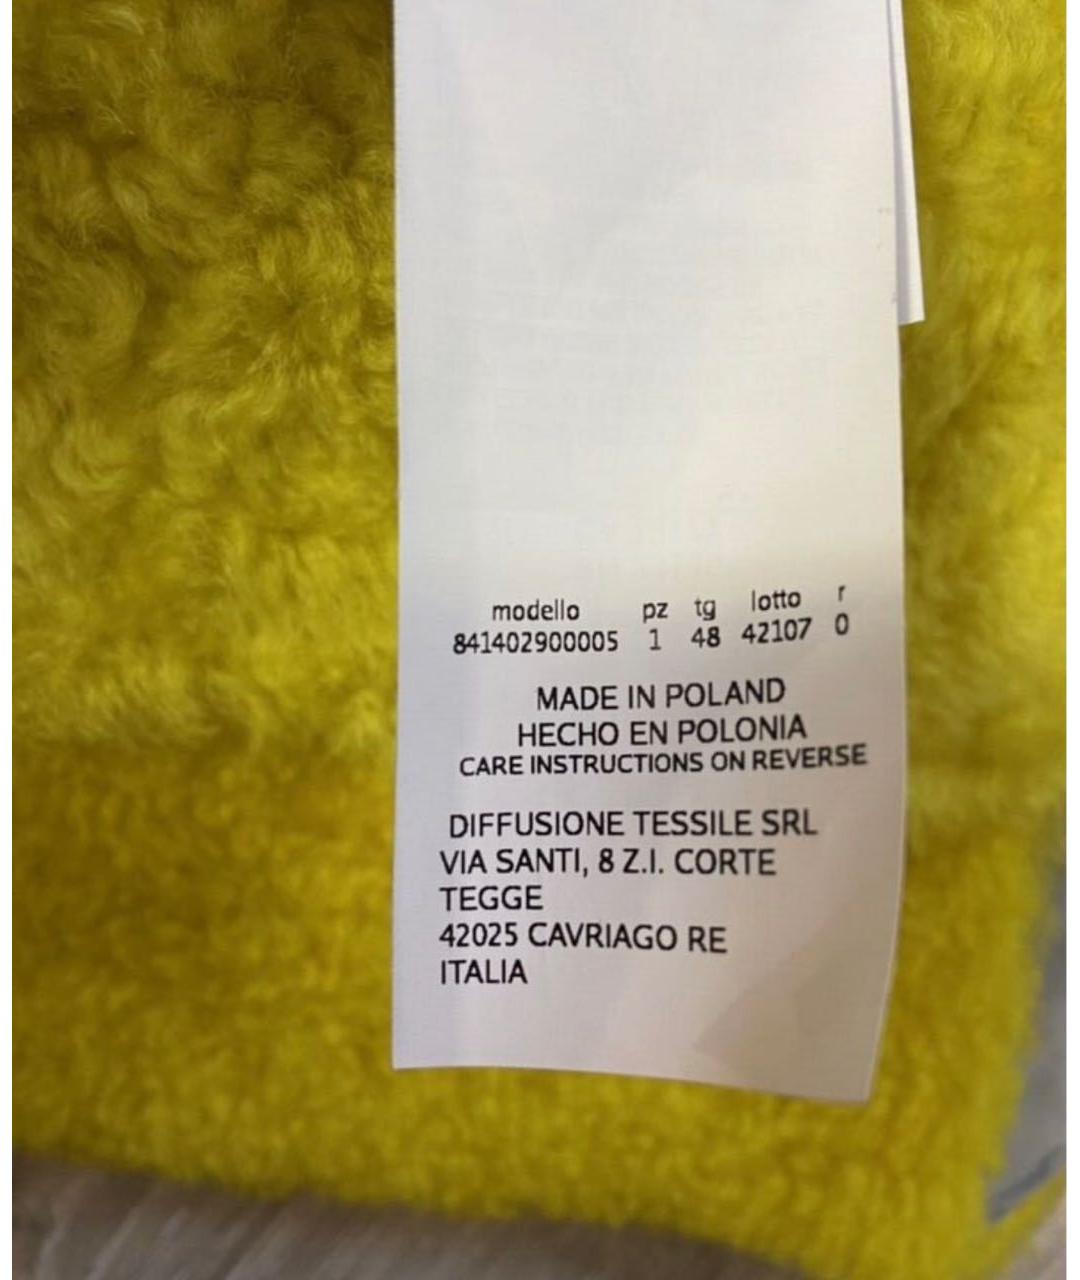 modello pz tg lotto r
841402900005 1 48 42107 0
MADE IN POLAND
HECHO EN POLONIA
CARE INSTRUCTIONS ON REVERSE
DIFFUSIONE TESSILE SRL
VIA SANTI, 8 Z.I. CORTE
TEGGE
42025 CAVRIAGO RE
ITALIA